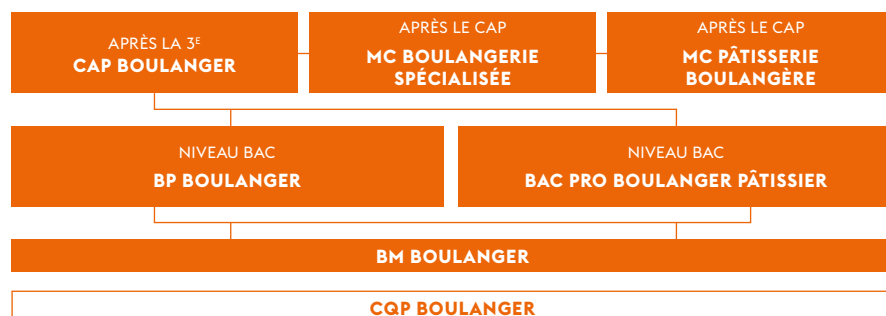 APRÈS LA 3E
CAP BOULANGER
APRÈS LE CAP
MC BOULANGERIE
SPÉCIALISÉE
APRÈS LE CAP
MC PÂTISSERIE
BOULANGÈRE
NIVEAU BAC
BP BOULANGER
NIVEAU BAC
BAC PRO BOULANGER PÂTISSIER
BM BOULANGER
CQP BOULANGER